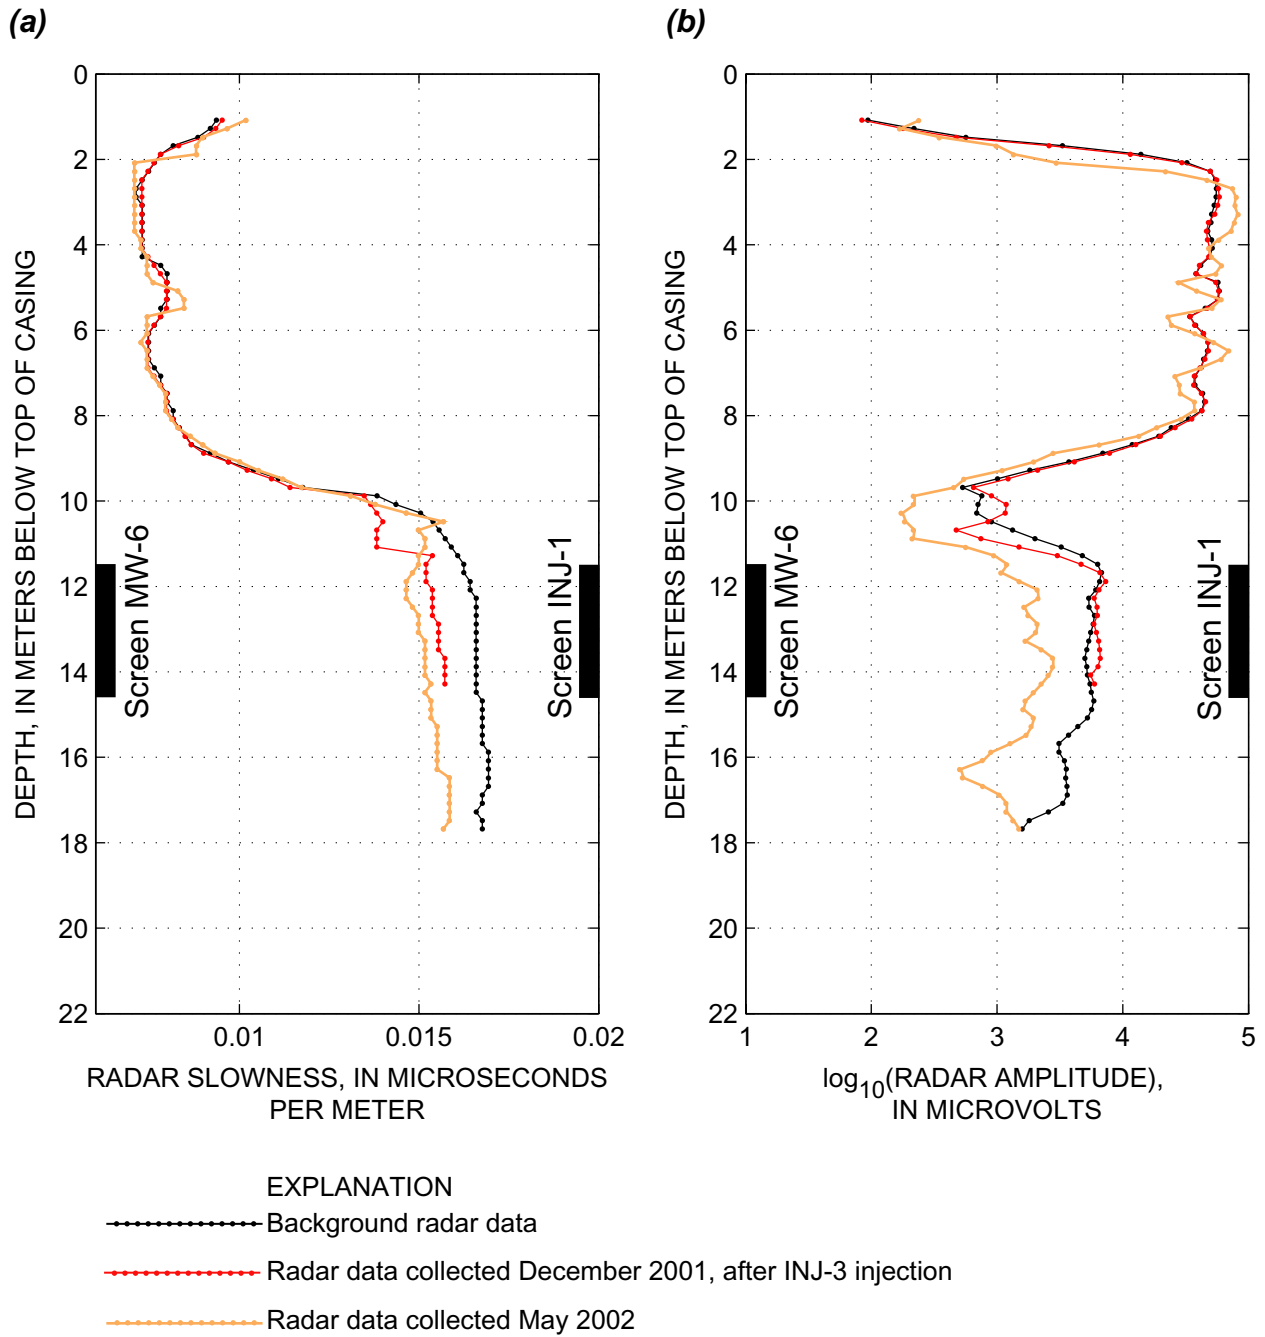 (a)
(b)
0
2
4
6
8
10
12
14
16
18
20
22
DEPTH, IN METERS BELOW TOP OF CASING
Screen MW-6
Screen INJ-1
0.01
0.015
0.02
RADAR SLOWNESS, IN MICROSECONDS
PER METER
0
2
4
6
8
10
12
14
16
18
20
22
DEPTH, IN METERS BELOW TOP OF CASING
Screen MW-6
Screen INJ-1
1
2
3
4
5
log10(RADAR AMPLITUDE),
IN MICROVOLTS
EXPLANATION
Background radar data
Radar data collected December 2001, after INJ-3 injection
Radar data collected May 2002